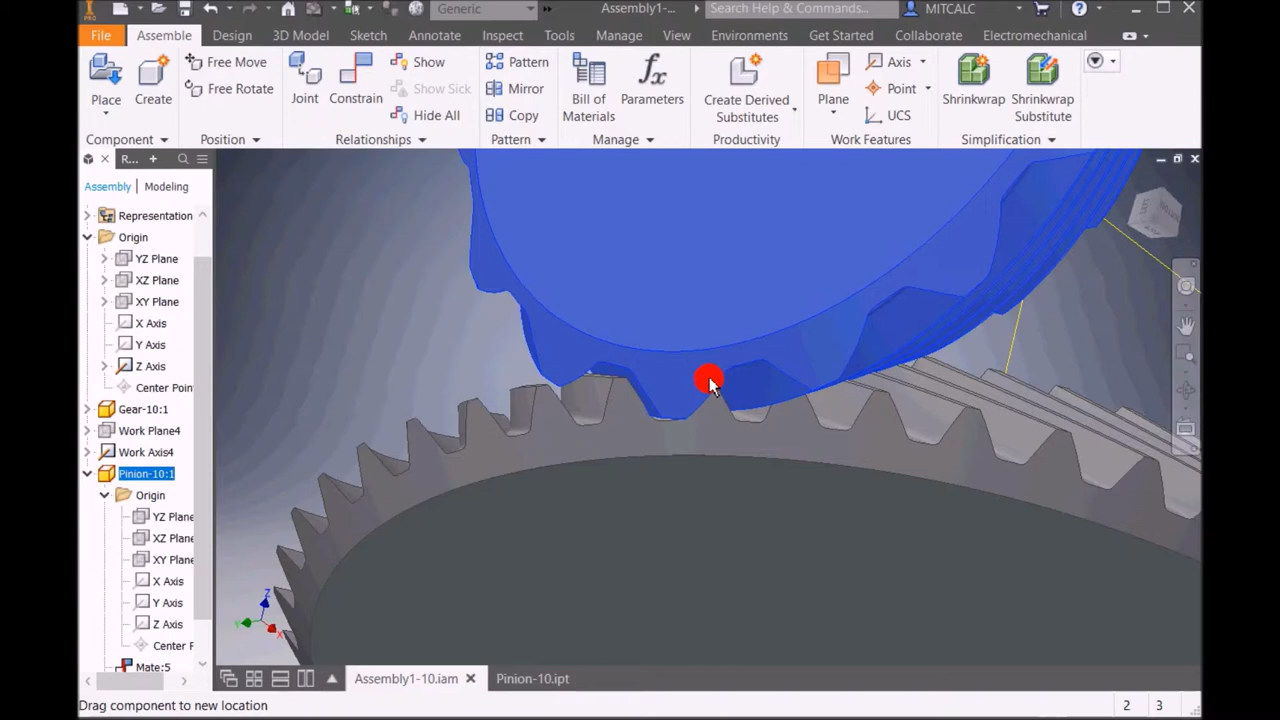 PRO
Generic
Assembly1-...
Search Help & Commands...
MITCALC
File
Assemble
Design
3D Model
Sketch
Annotate
Inspect
Tools
Manage
View
Environments
Get Started
Collaborate
Electromechanical
Place
Create
Free Move
Free Rotate
Joint
Constrain
Show
Show Sick
Hide All
Pattern
Mirror
Copy
Bill of
Materials
fx
Parameters
Create Derived
Substitutes
Plane
Axis
Point
UCS
Shrinkwrap
Shrinkwrap
Substitute
Component
Position
Relationships
Pattern
Manage
Productivity
Work Features
Simplification
R...
Assembly
Modeling
Representation
Origin
YZ Plane
XZ Plane
XY Plane
X Axis
Y Axis
Z Axis
Center Poin
Gear-10:1
Work Plane4
Work Axis4
Pinion-10:1
Origin
YZ Plane
XZ Plane
XY Plane
X Axis
Y Axis
Z Axis
Center F
Mate:5
Z
Y
X
Assembly1-10.iam
Pinion-10.ipt
Drag component to new location
2
3